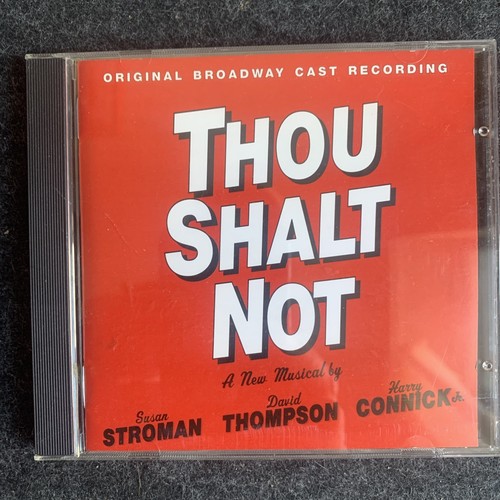 ORIGINAL BROADWAY CAST RECORDING
THOU
SHALT
NOT
A New Musical by
Susan
STROMAN
David
THOMPSON
Harry
CONNICK Jr.